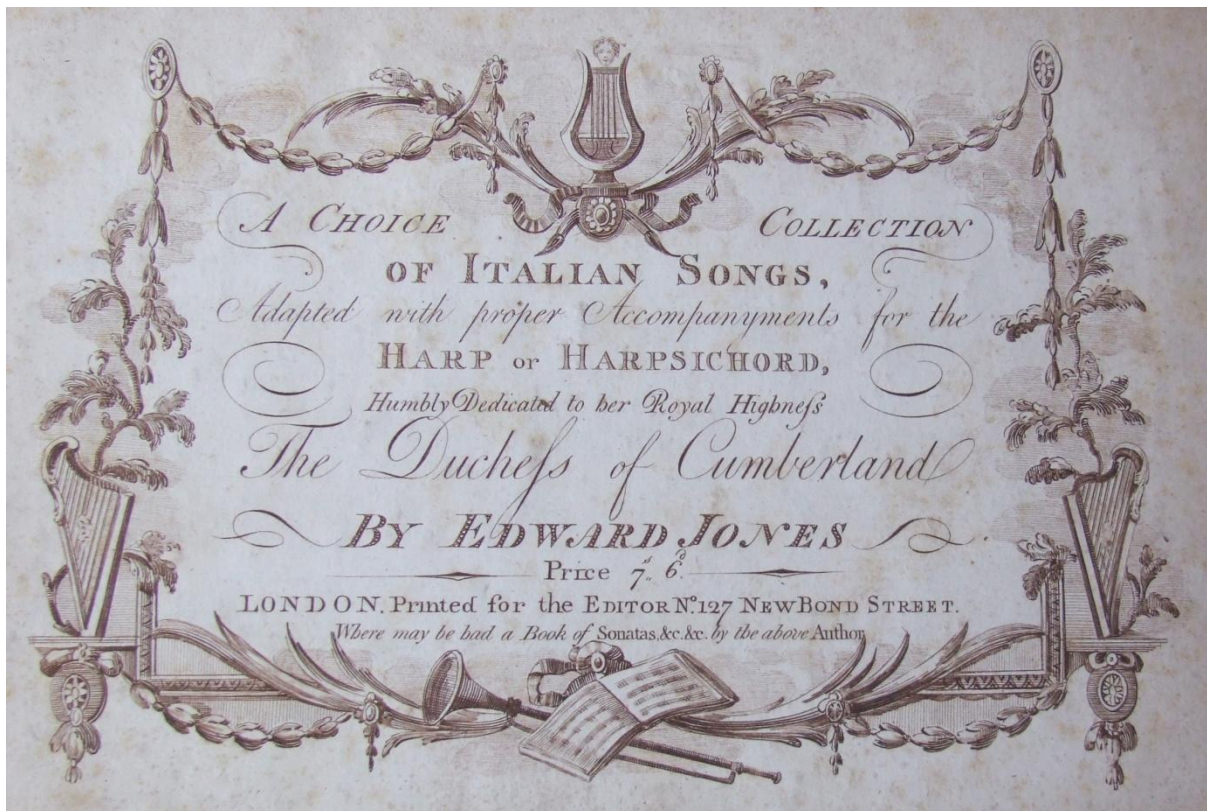 A CHOICE COLLECTION
OF ITALIAN SONGS,
Adapted with proper Accompanyments for the
HARP or HARPSICHORD,
Humbly Dedicated to her Royal Highneſs
The Ducheſs of Cumberland
BY EDWARD JONES
Price 7s,, 6d.
LONDON. Printed for the EDITOR No. 127 NEW BOND STREET.
Where may be had a Book of Sonatas, &c. &c. by the above Author